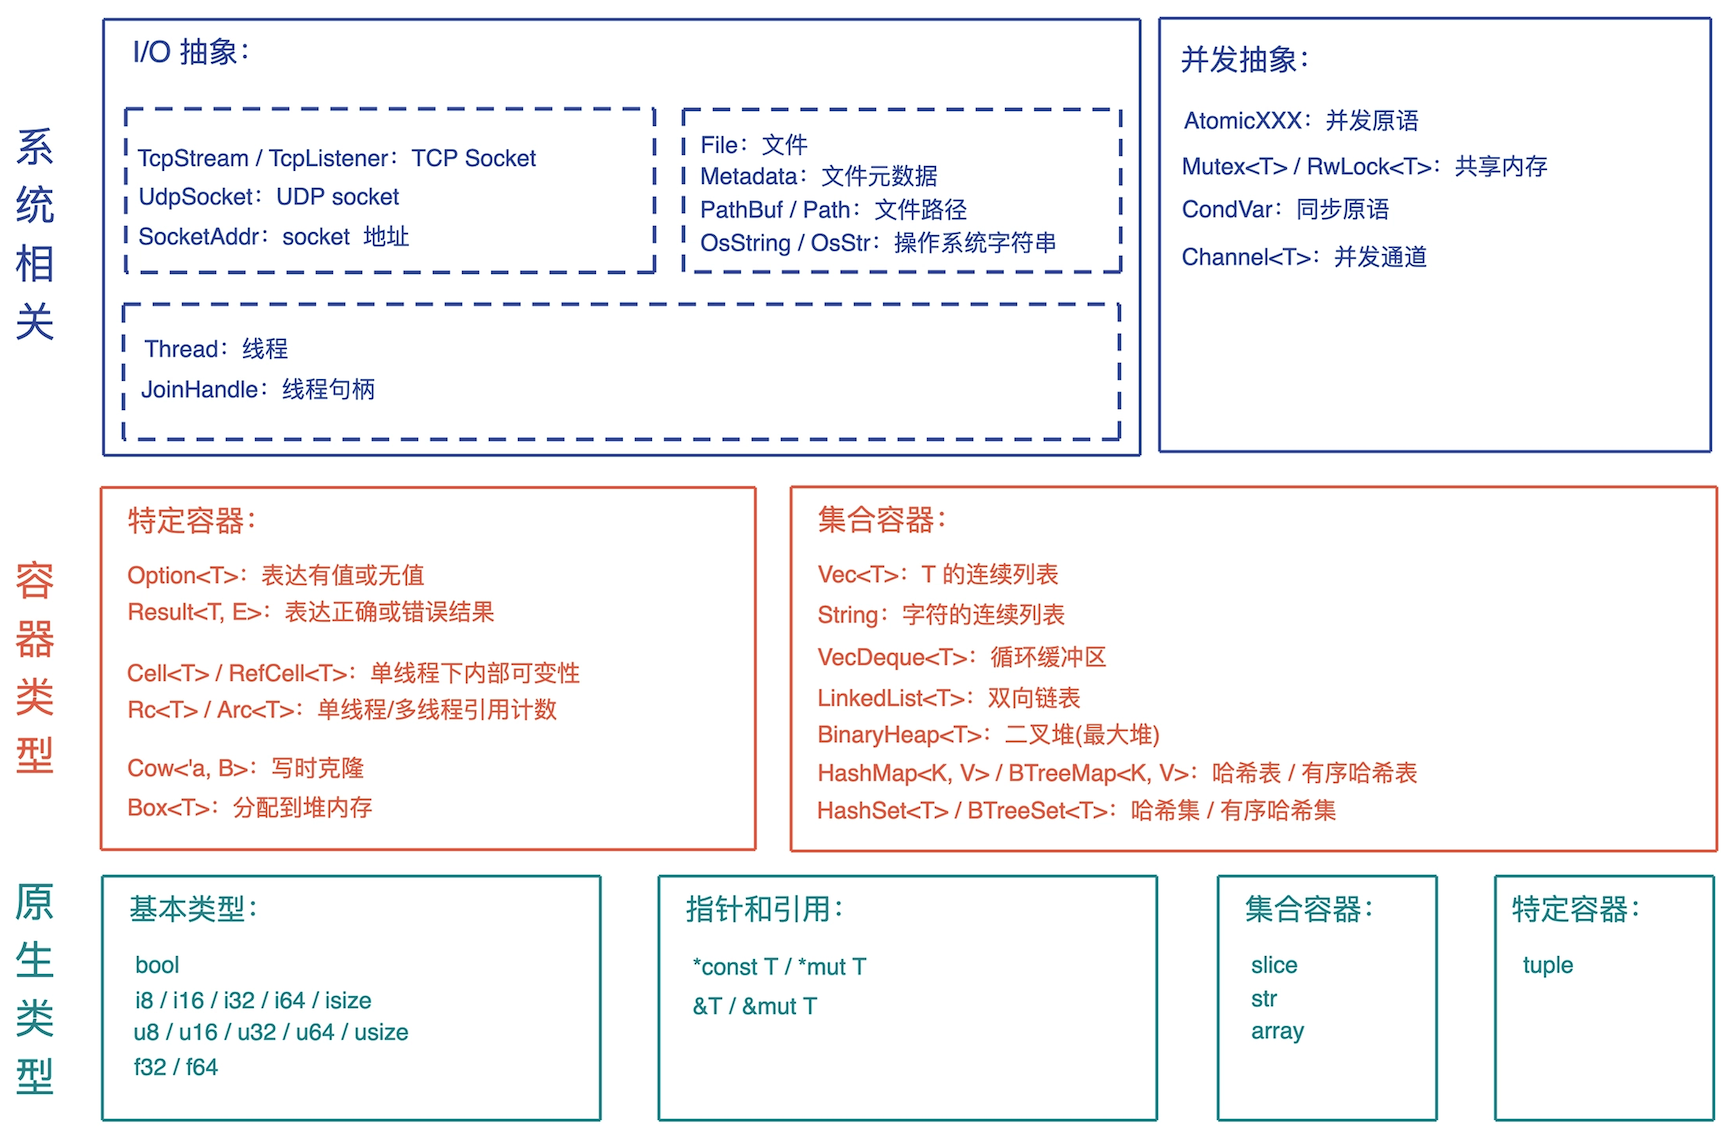 系统相关
I/O 抽象：
TcpStream / TcpListener：TCP Socket
UdpSocket：UDP socket
SocketAddr：socket 地址
File：文件
Metadata：文件元数据
PathBuf / Path：文件路径
OsString / OsStr：操作系统字符串
Thread：线程
JoinHandle：线程句柄
并发抽象：
AtomicXXX：并发原语
Mutex<T> / RwLock<T>：共享内存
CondVar：同步原语
Channel<T>：并发通道
容器类型
特定容器：
Option<T>：表达有值或无值
Result<T, E>：表达正确或错误结果
Cell<T> / RefCell<T>：单线程下内部可变性
Rc<T> / Arc<T>：单线程/多线程引用计数
Cow<'a, B>：写时克隆
Box<T>：分配到堆内存
集合容器：
Vec<T>：T 的连续列表
String：字符的连续列表
VecDeque<T>：循环缓冲区
LinkedList<T>：双向链表
BinaryHeap<T>：二叉堆(最大堆)
HashMap<K, V> / BTreeMap<K, V>：哈希表 / 有序哈希表
HashSet<T> / BTreeSet<T>：哈希集 / 有序哈希集
原生类型
基本类型：
bool
i8 / i16 / i32 / i64 / isize
u8 / u16 / u32 / u64 / usize
f32 / f64
指针和引用：
*const T / *mut T
&T / &mut T
集合容器：
slice
str
array
特定容器：
tuple